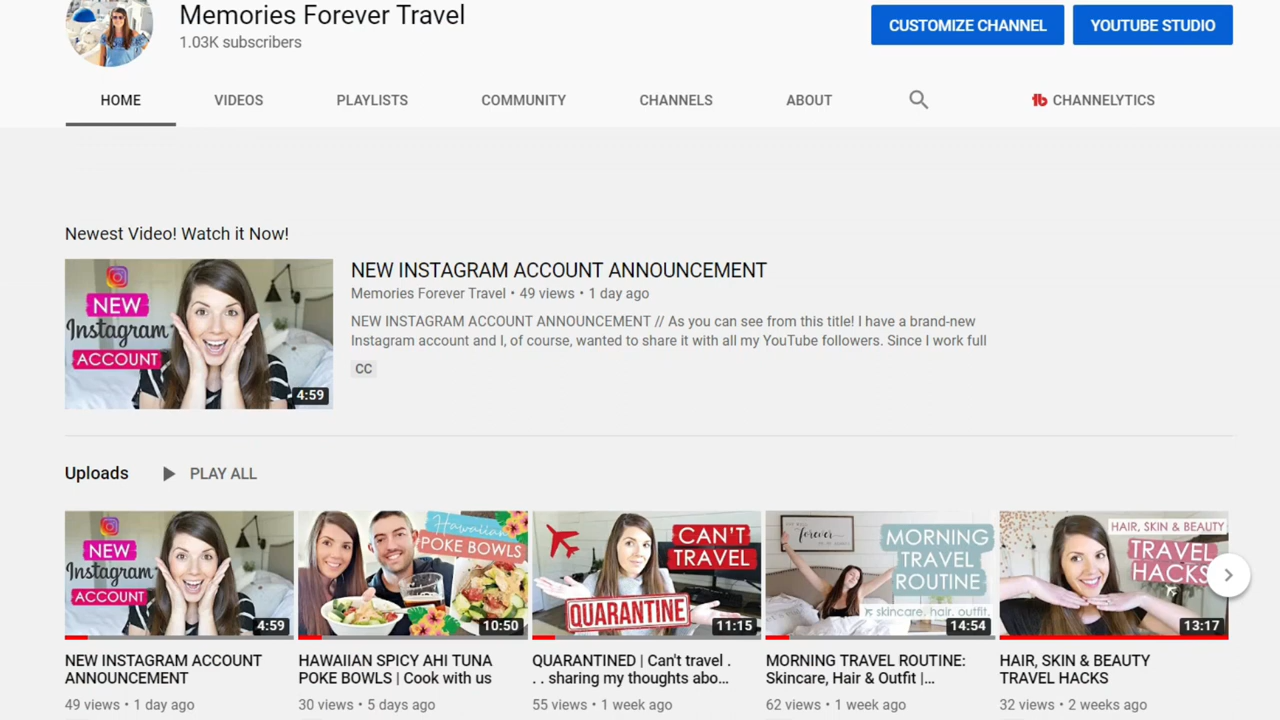 Memories Forever Travel
1.03K subscribers
CUSTOMIZE CHANNEL
YOUTUBE STUDIO
HOME
VIDEOS
PLAYLISTS
COMMUNITY
CHANNELS
ABOUT
tb CHANNELYTICS
Newest Video! Watch it Now!
NEW
Instagram
ACCOUNT
4:59
NEW INSTAGRAM ACCOUNT ANNOUNCEMENT
Memories Forever Travel • 49 views • 1 day ago
NEW INSTAGRAM ACCOUNT ANNOUNCEMENT // As you can see from this title! I have a brand-new
Instagram account and I, of course, wanted to share it with all my YouTube followers. Since I work full
CC
Uploads
PLAY ALL
NEW
Instagram
ACCOUNT
4:59
NEW INSTAGRAM ACCOUNT
ANNOUNCEMENT
49 views • 1 day ago
Hawaiian
POKE BOWLS
10:50
HAWAIIAN SPICY AHI TUNA
POKE BOWLS | Cook with us
30 views • 5 days ago
CAN'T
TRAVEL
QUARANTINE
11:15
QUARANTINED | Can't travel .
. . sharing my thoughts abo...
55 views • 1 week ago
forever
MORNING
TRAVEL
ROUTINE
skincare. hair. outfit.
14:54
MORNING TRAVEL ROUTINE:
Skincare, Hair & Outfit |...
62 views • 1 week ago
HAIR, SKIN & BEAUTY
TRAVEL
HACKS
13:17
HAIR, SKIN & BEAUTY
TRAVEL HACKS
32 views • 2 weeks ago